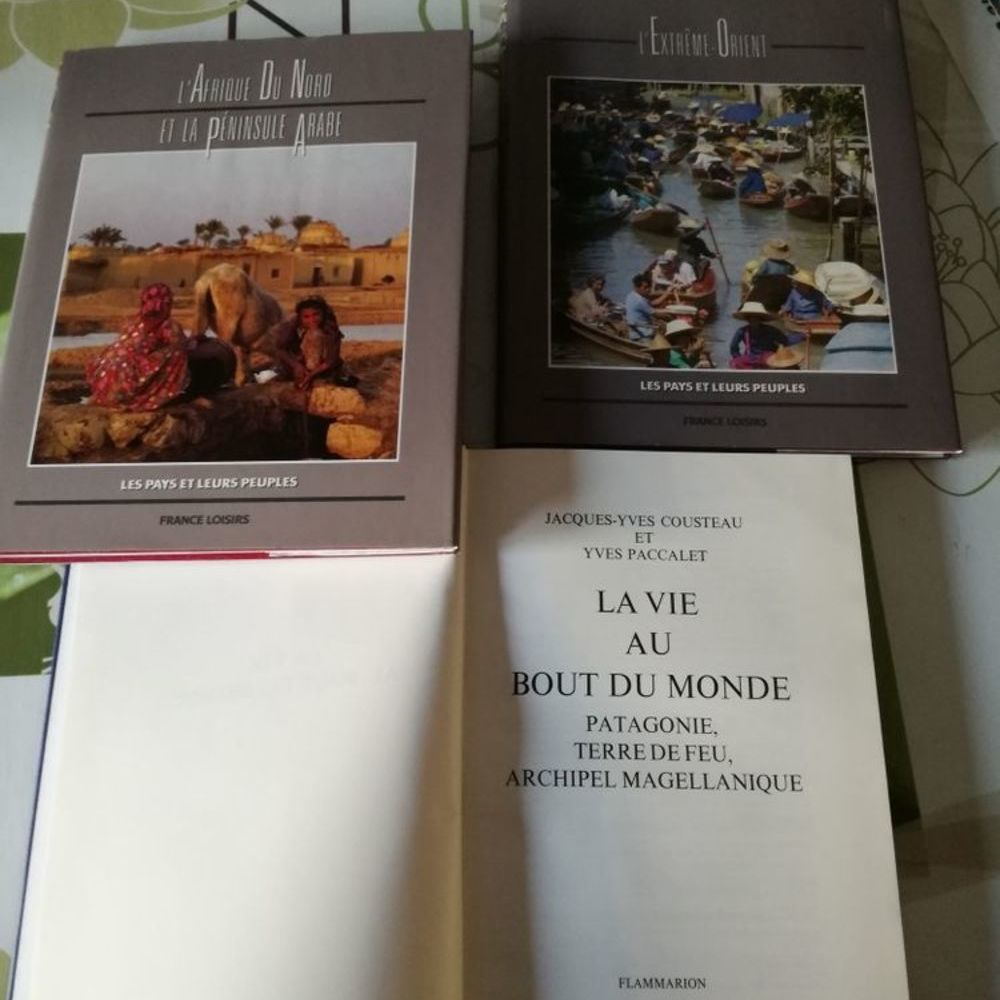 L'AFRIQUE DU NORD
ET LA PÉNINSULE ARABE
LES PAYS ET LEURS PEUPLES
FRANCE LOISIRS
L'EXTRÊME-ORIENT
LES PAYS ET LEURS PEUPLES
FRANCE LOISIRS
JACQUES-YVES COUSTEAU
ET
YVES PACCALET
LA VIE
AU
BOUT DU MONDE
PATAGONIE,
TERRE DE FEU,
ARCHIPEL MAGELLANIQUE
FLAMMARION